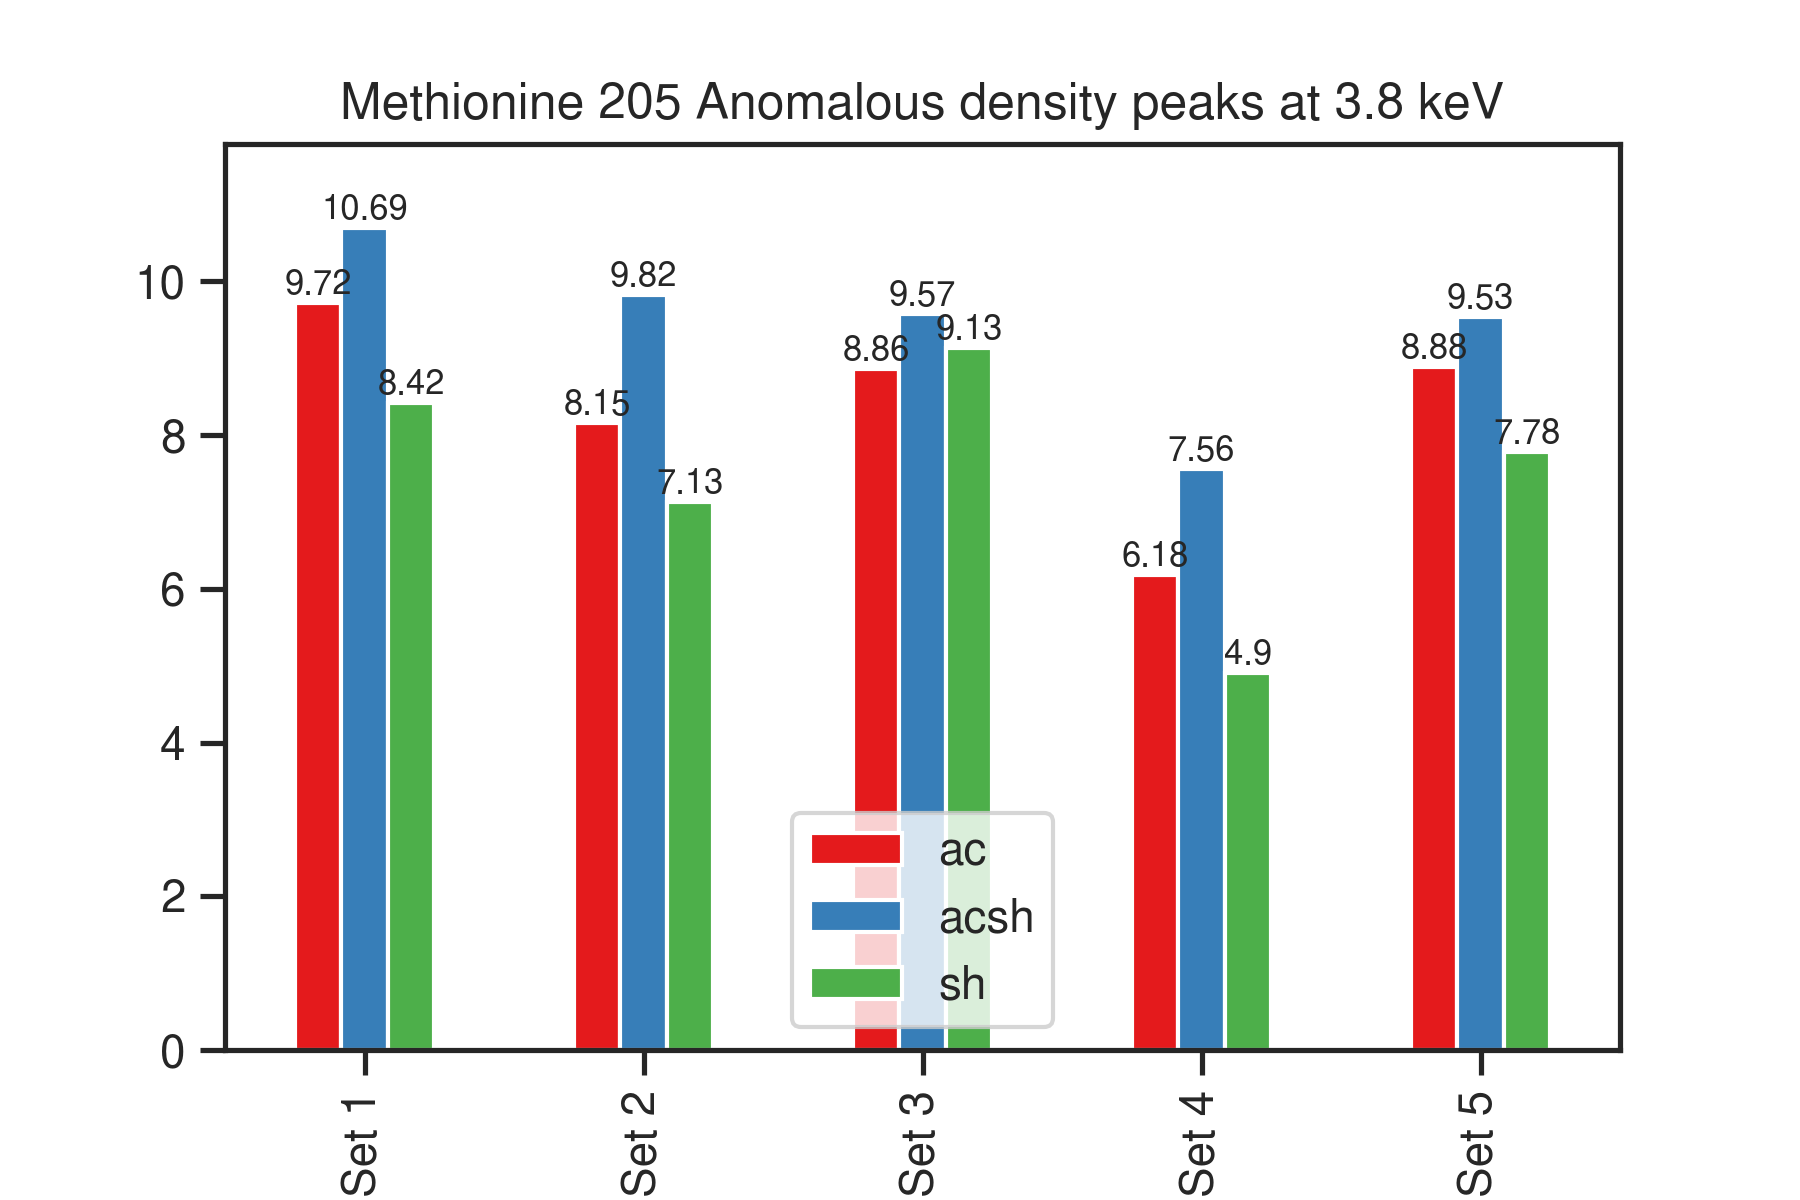 Methionine 205 Anomalous density peaks at 3.8 keV
10.69
9.72
8.42
9.82
8.15
7.13
9.57
8.86
9.13
7.56
6.18
4.9
9.53
8.88
7.78
10
8
6
4
2
0
ac
acsh
sh
Set 1
Set 2
Set 3
Set 4
Set 5